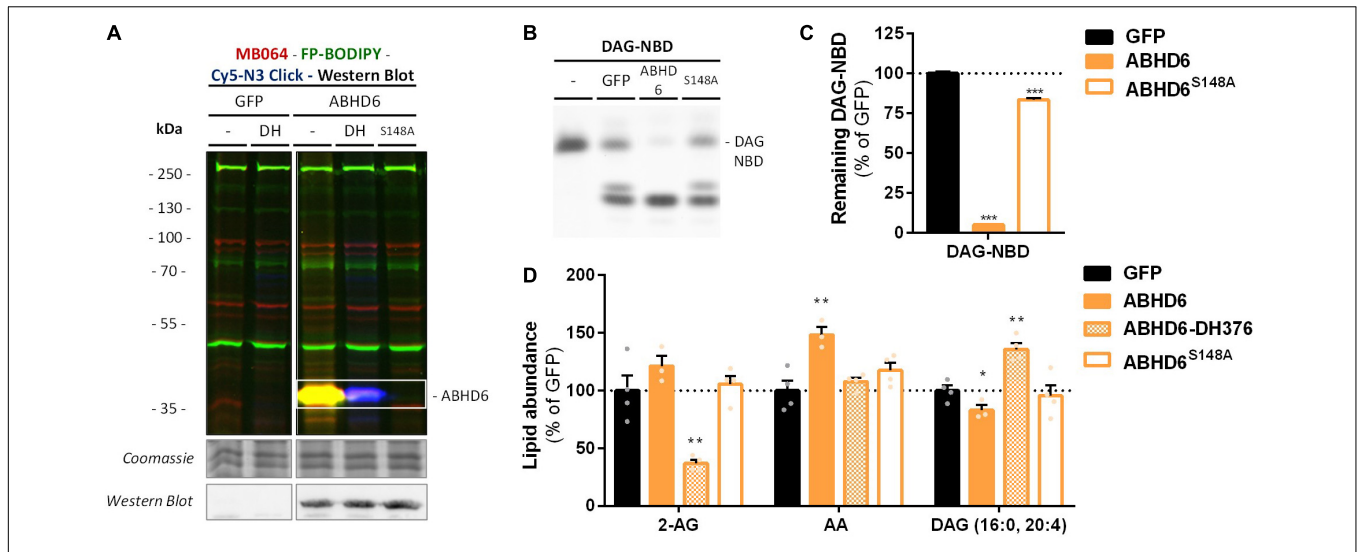 A
MB064 - FP-BODIPY -
Cy5-N3 Click - Western Blot
GFP ABHD6
kDa - DH - DH S148A
- 250 -
- 130 -
- 100 -
- 70 -
- 55 -
- 35 -
- ABHD6
Coomassie
Western Blot
B
DAG-NBD
- GFP ABHD S148A
6
- DAG
NBD
C
Remaining DAG-NBD
(% of GFP)
125
100
75
50
25
0
***
***
DAG-NBD
GFP
ABHD6
ABHD6S148A
D
Lipid abundance
(% of GFP)
200
150
100
50
0
**
**
*
**
2-AG AA DAG (16:0, 20:4)
GFP
ABHD6
ABHD6-DH376
ABHD6S148A